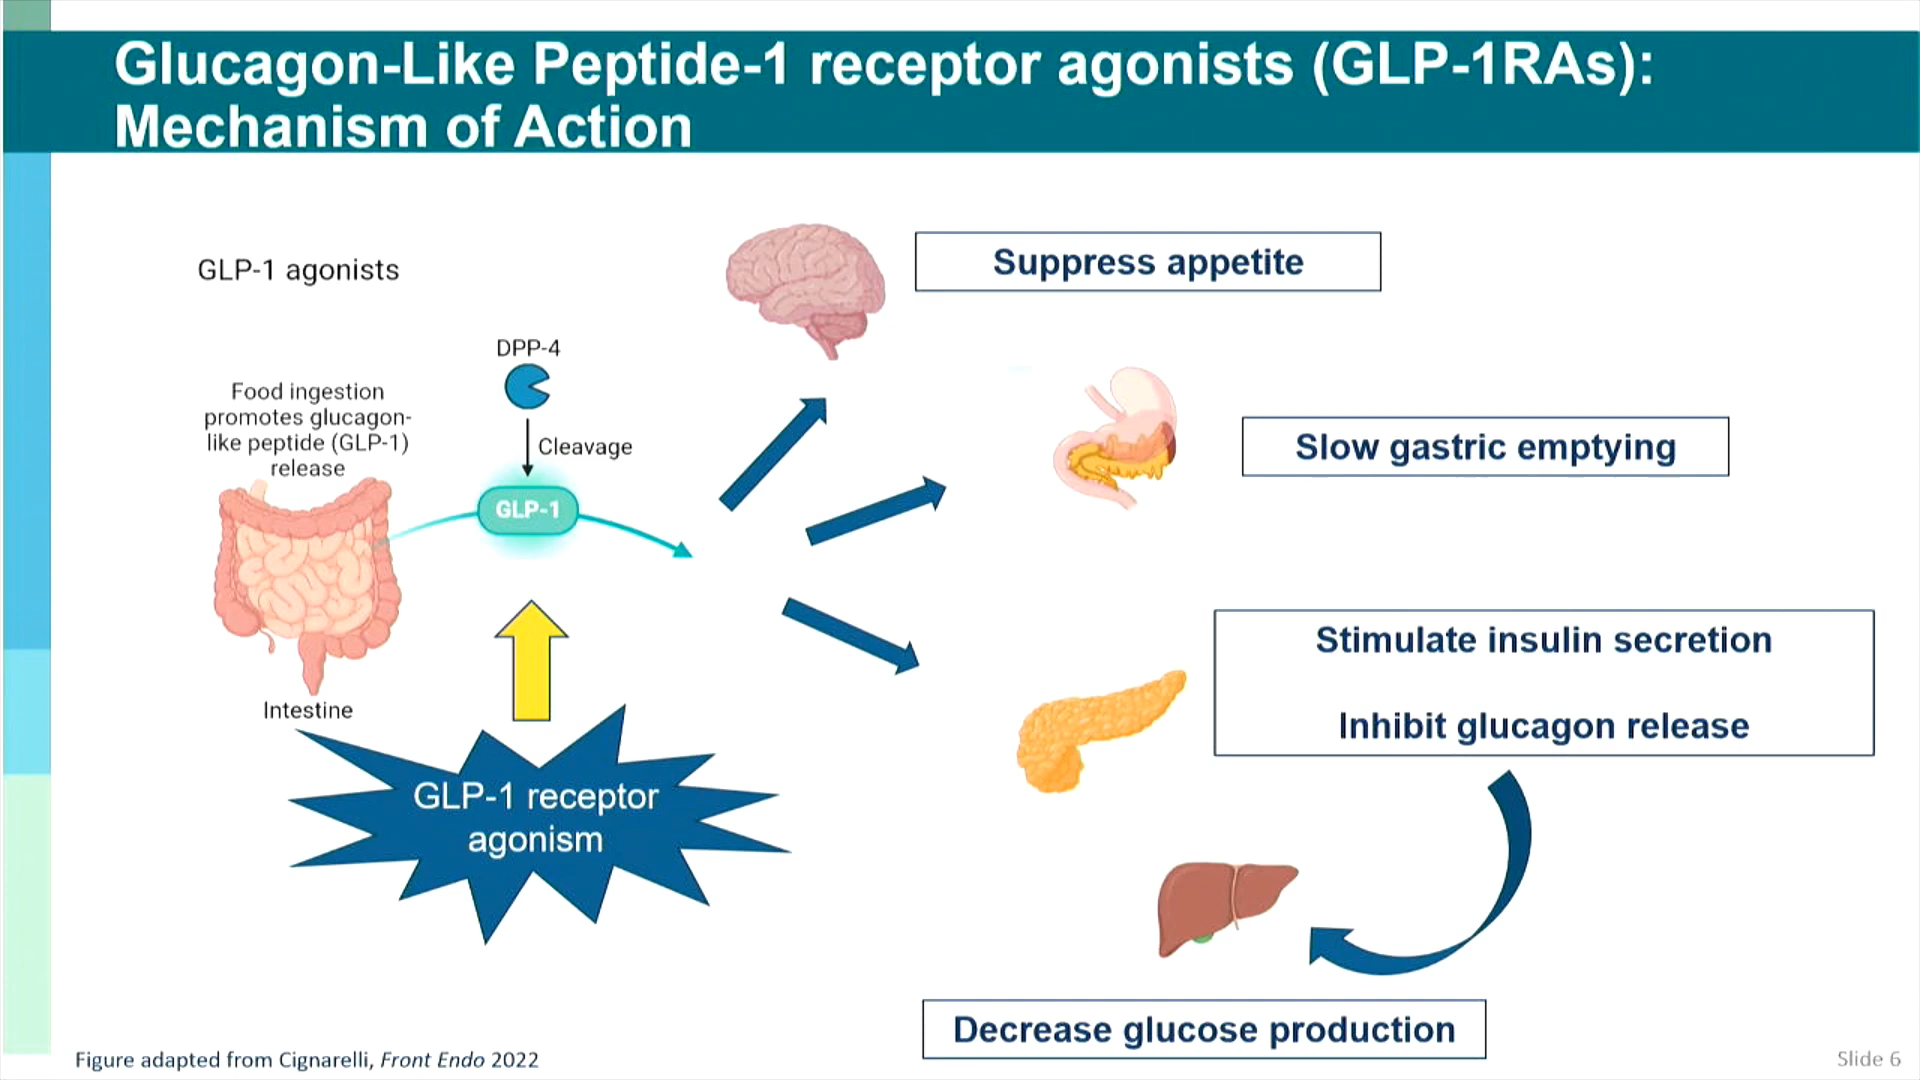 Glucagon-Like Peptide-1 receptor agonists (GLP-1RAs):
Mechanism of Action
GLP-1 agonists
Suppress appetite
DPP-4
Food ingestion
promotes glucagon-
like peptide (GLP-1)
release
Cleavage
GLP-1
Slow gastric emptying
Intestine
Stimulate insulin secretion
Inhibit glucagon release
GLP-1 receptor
agonism
Decrease glucose production
Figure adapted from Cignarelli, Front Endo 2022
Slide 6